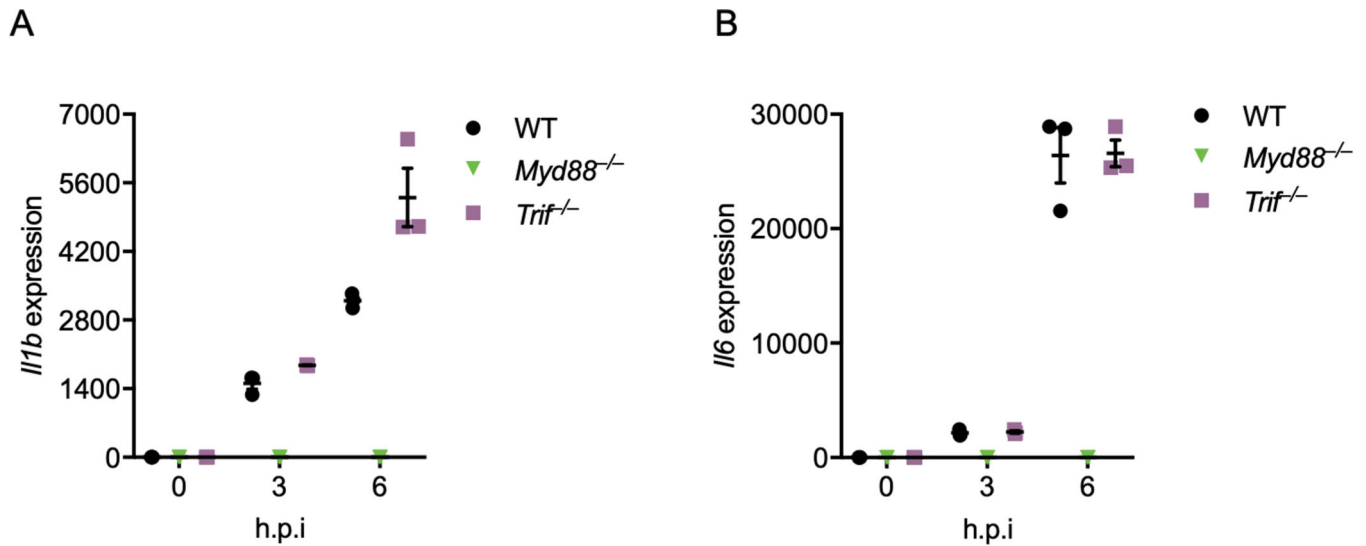 A
B
7000
5600
4200
2800
1400
0
Il1b expression
0 3 6
h.p.i
WT
Myd88–/–
Trif–/–
30000
20000
10000
0
Il6 expression
0 3 6
h.p.i
WT
Myd88–/–
Trif–/–